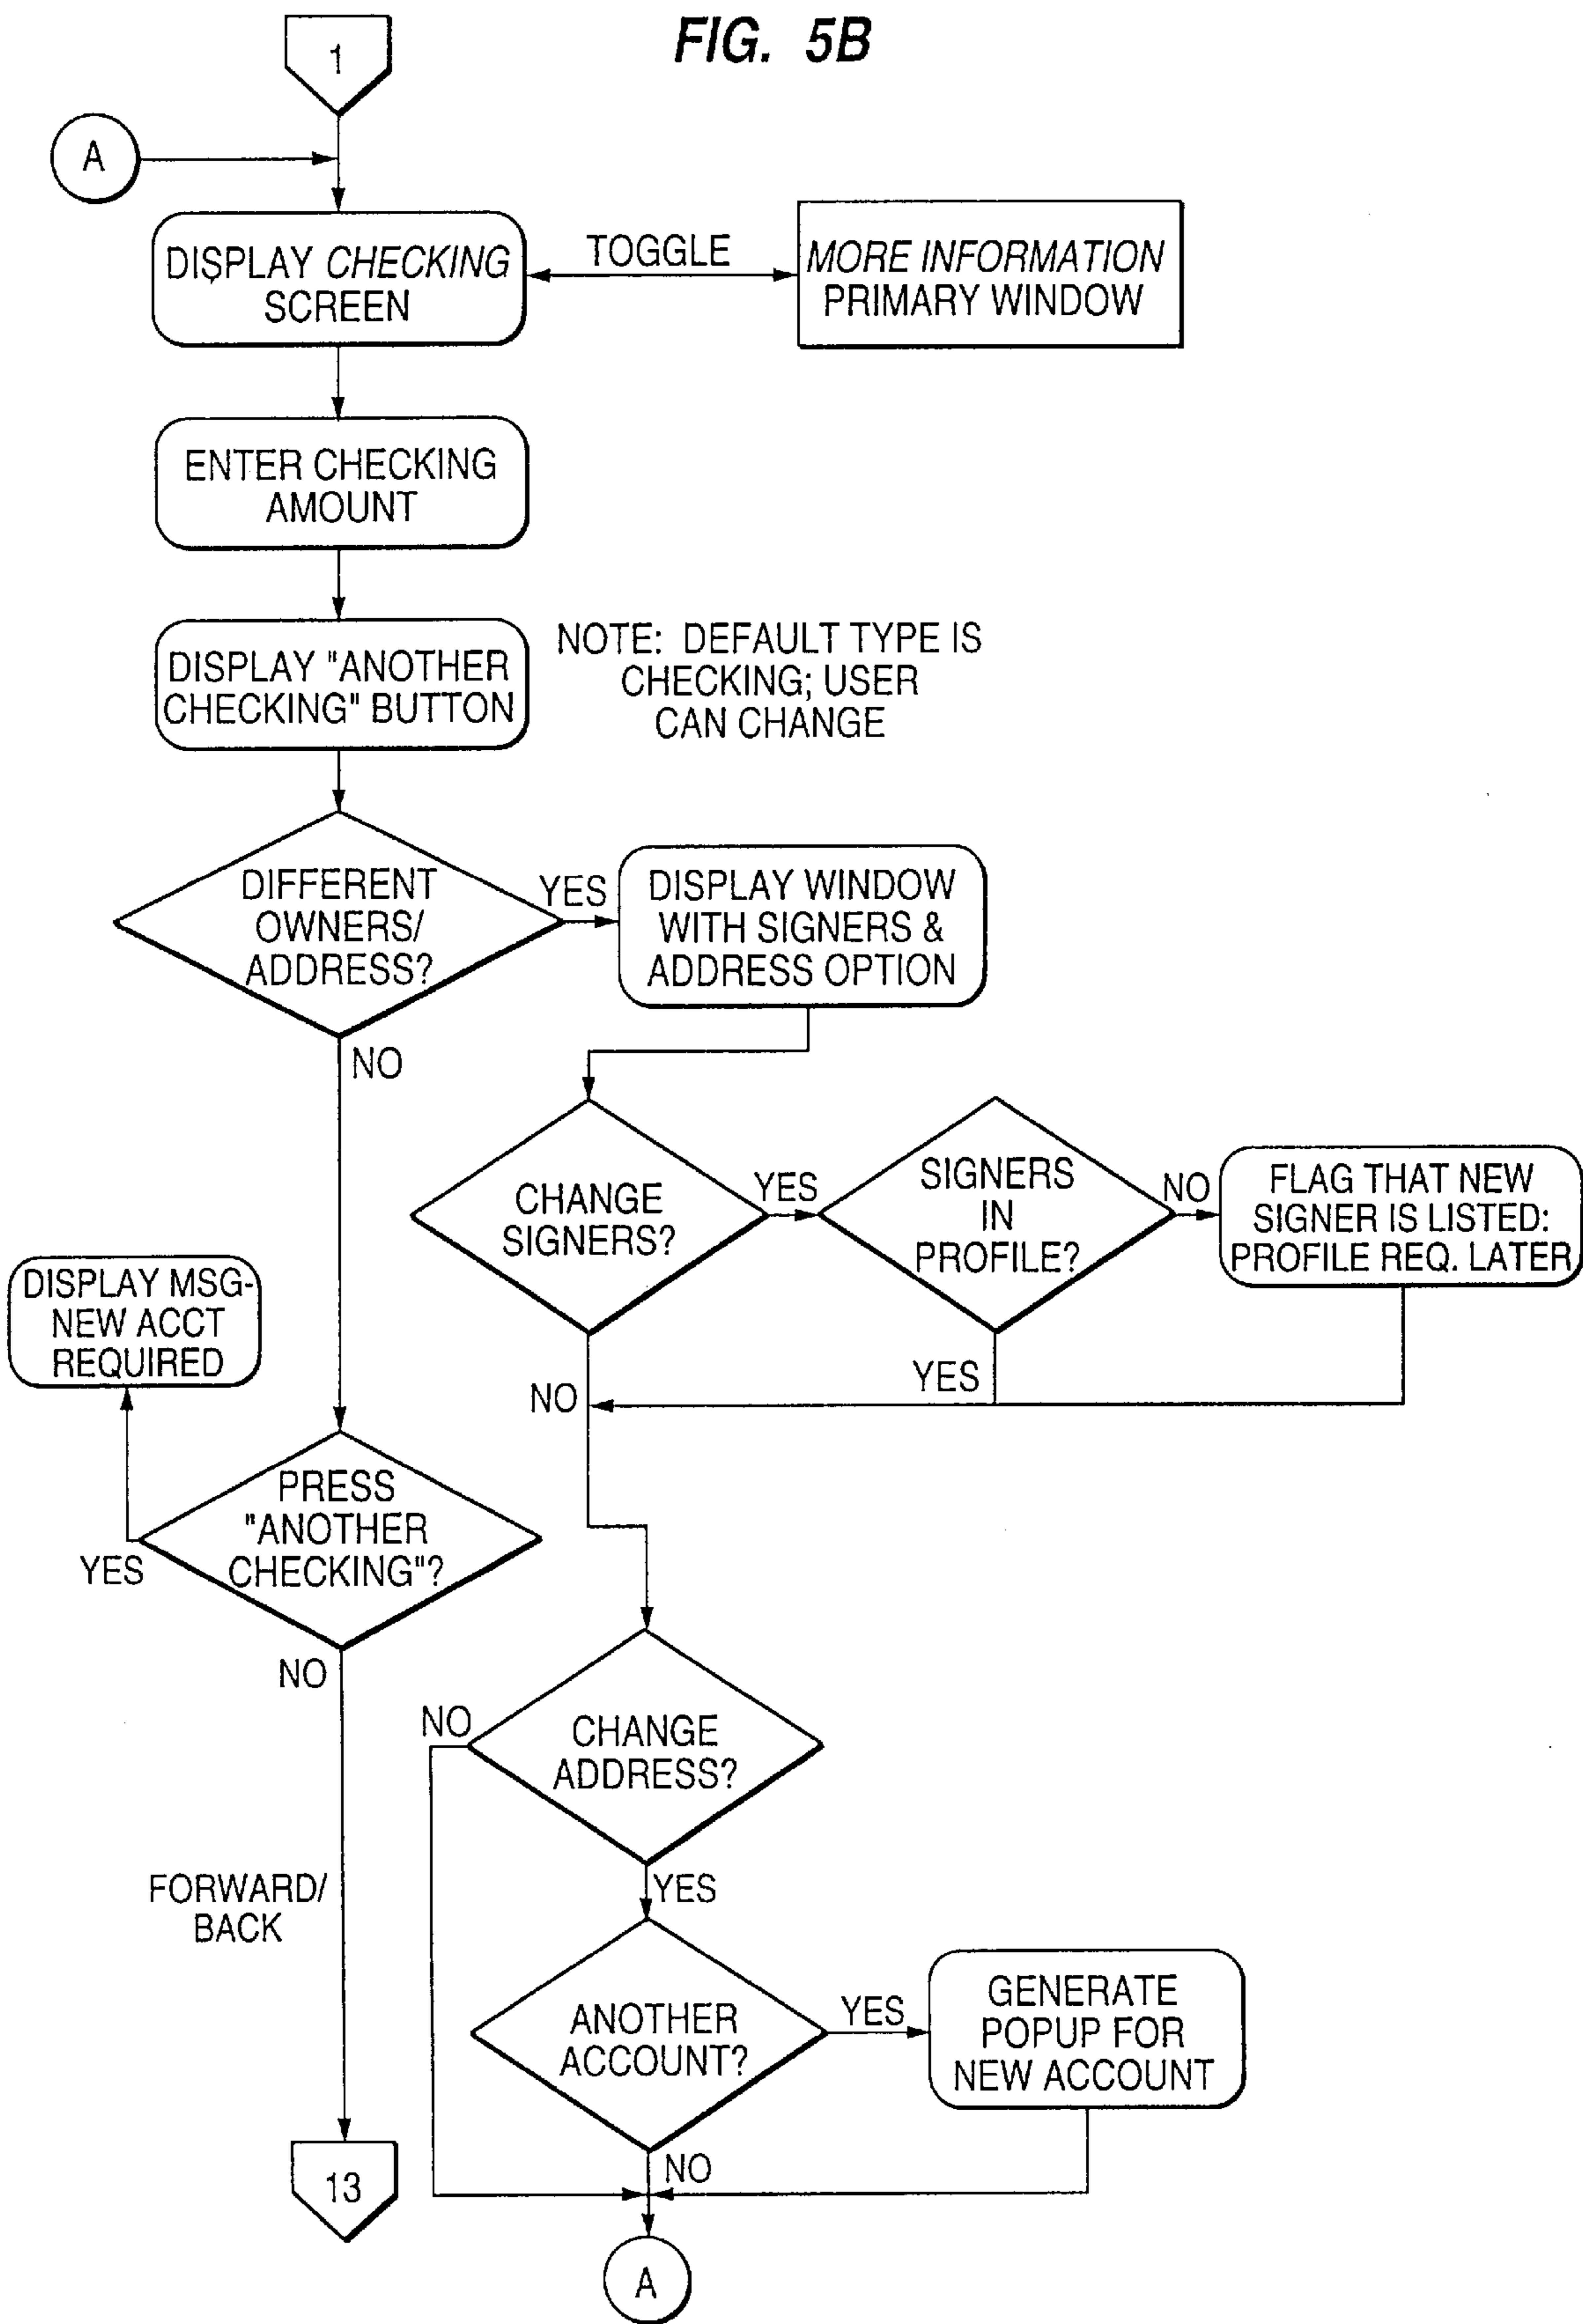 FIG. 5B
1
A
DISPLAY CHECKING
SCREEN
TOGGLE
MORE INFORMATION
PRIMARY WINDOW
ENTER CHECKING
AMOUNT
DISPLAY "ANOTHER
CHECKING" BUTTON
NOTE: DEFAULT TYPE IS
CHECKING; USER
CAN CHANGE
DIFFERENT
OWNERS/
ADDRESS?
YES
DISPLAY WINDOW
WITH SIGNERS &
ADDRESS OPTION
NO
CHANGE
SIGNERS?
YES
SIGNERS
IN
PROFILE?
NO
FLAG THAT NEW
SIGNER IS LISTED:
PROFILE REQ. LATER
DISPLAY MSG-
NEW ACCT
REQUIRED
YES
NO
PRESS
"ANOTHER
CHECKING"?
YES
NO
NO
CHANGE
ADDRESS?
YES
FORWARD/
BACK
ANOTHER
ACCOUNT?
YES
GENERATE
POPUP FOR
NEW ACCOUNT
NO
13
A